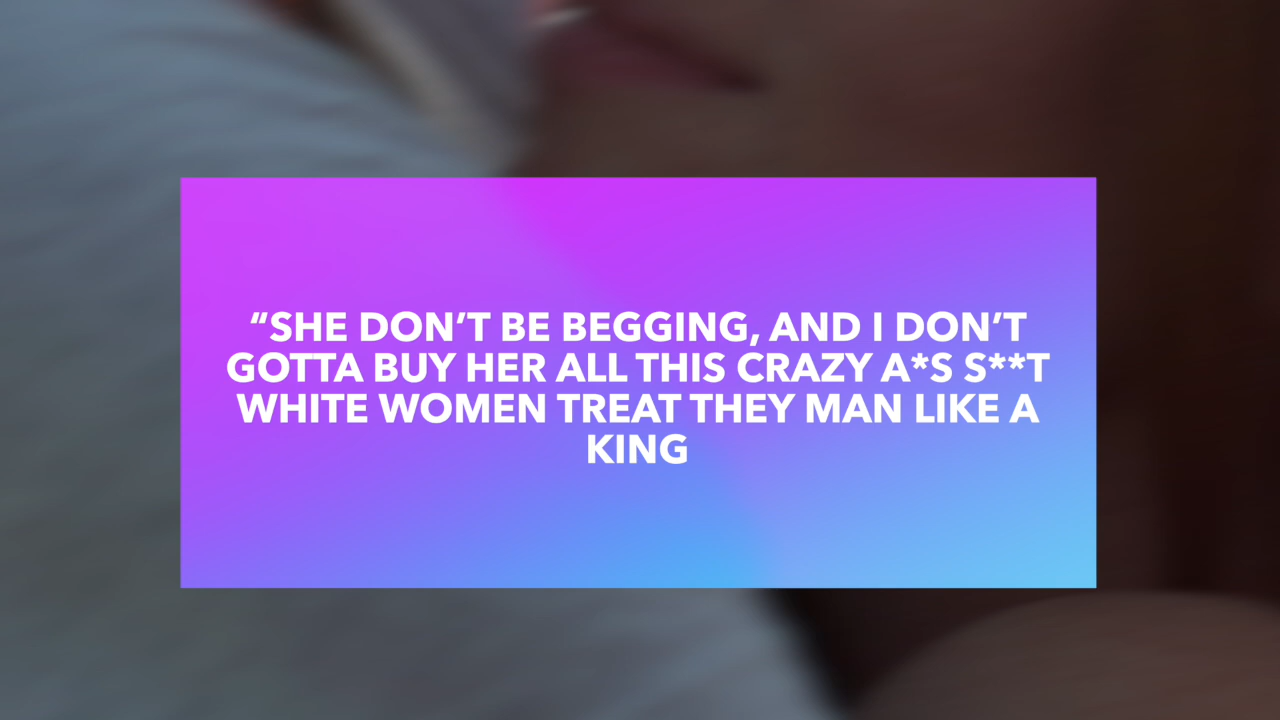 “SHE DON’T BE BEGGING, AND I DON’T
GOTTA BUY HER ALL THIS CRAZY A*S S**T
WHITE WOMEN TREAT THEY MAN LIKE A
KING